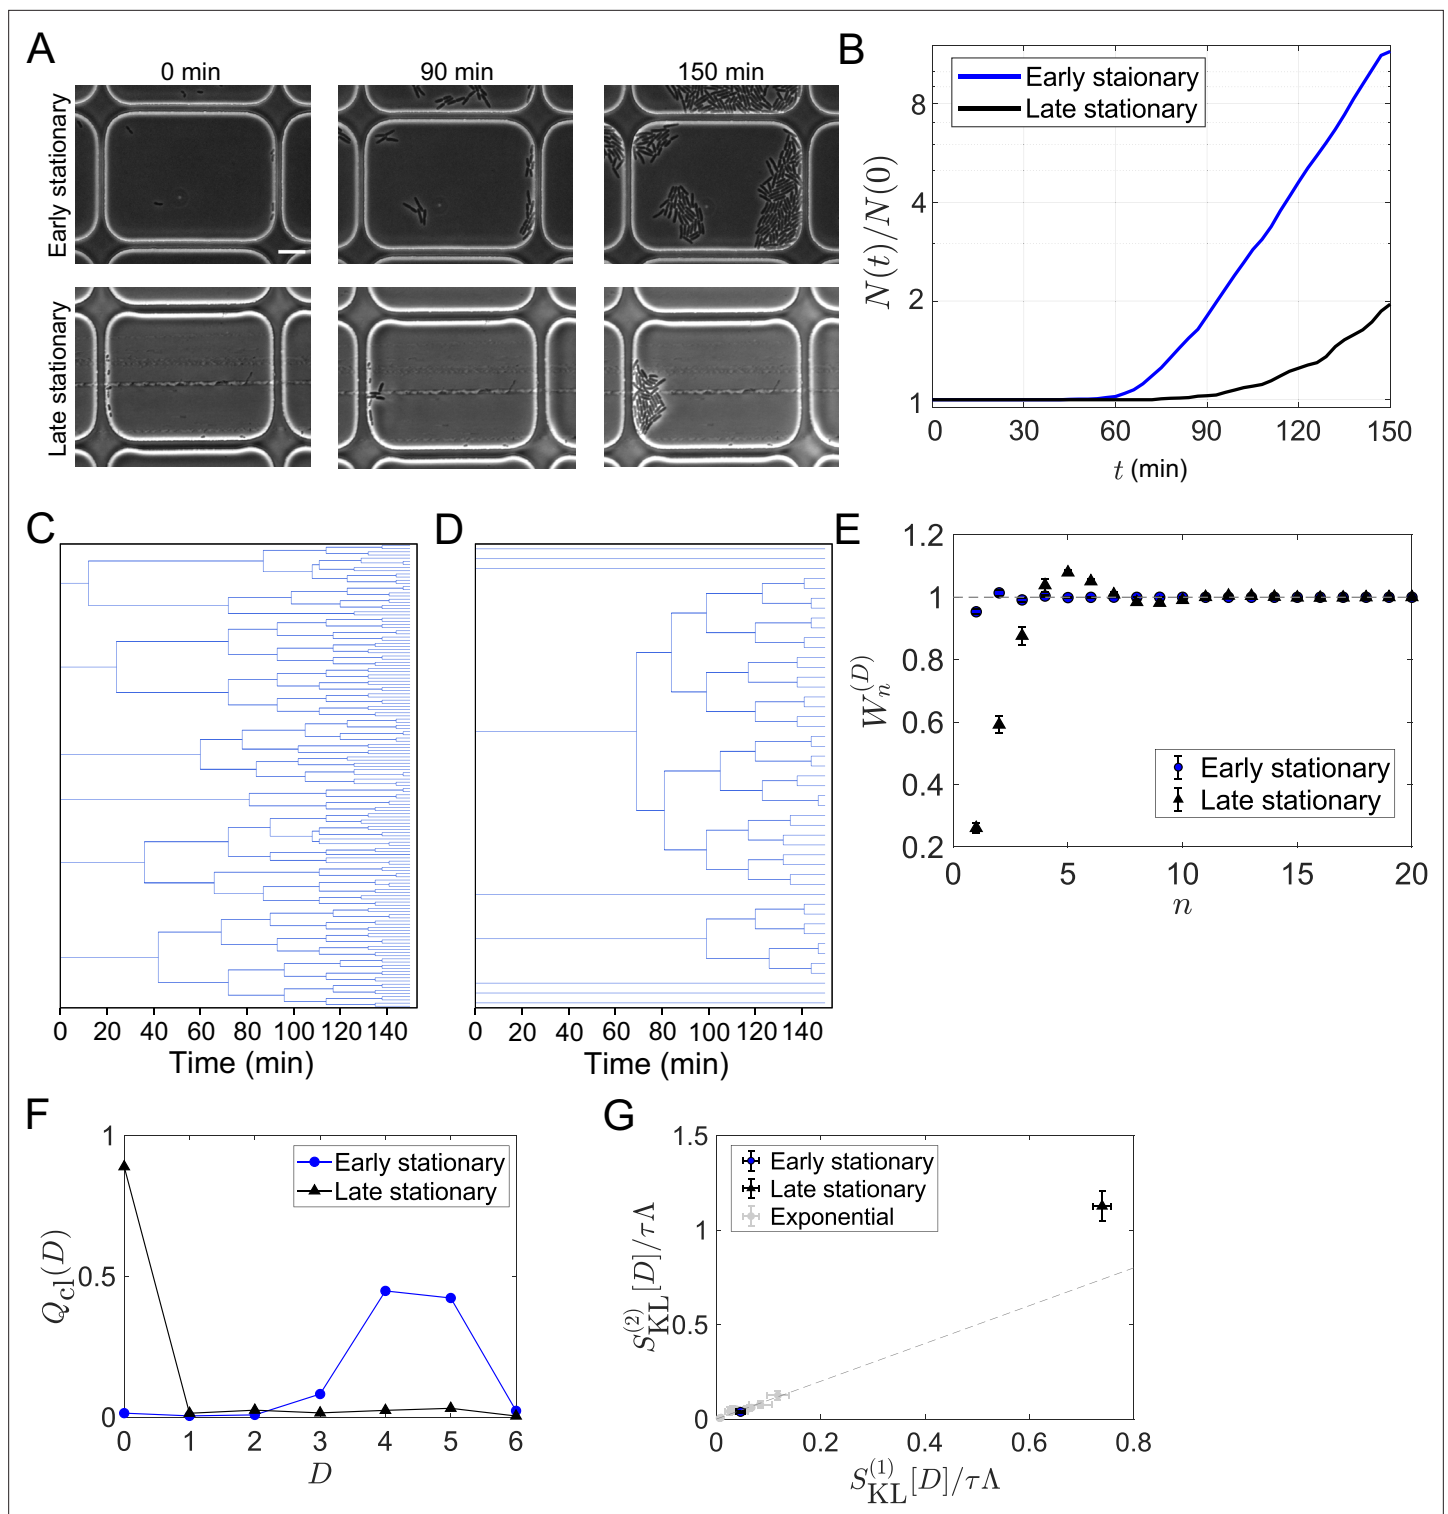 A
0 min
90 min
150 min
Early stationary
Late stationary
B
Early staionary
Late stationary
N(t)/N(0)
8
4
2
1
0 30 60 90 120 150
t (min)
C
0 20 40 60 80 100 120 140
Time (min)
D
0 20 40 60 80 100 120 140
Time (min)
E
1.2
1
0.8
0.6
0.4
0.2
W_n^(D)
Early stationary
Late stationary
0 5 10 15 20
n
F
1
0.5
0
Q_cl(D)
Early stationary
Late stationary
0 1 2 3 4 5 6
D
G
1.5
1
0.5
0
S_KL^(2)[D]/τΛ
Early stationary
Late stationary
Exponential
0 0.2 0.4 0.6 0.8
S_KL^(1)[D]/τΛ